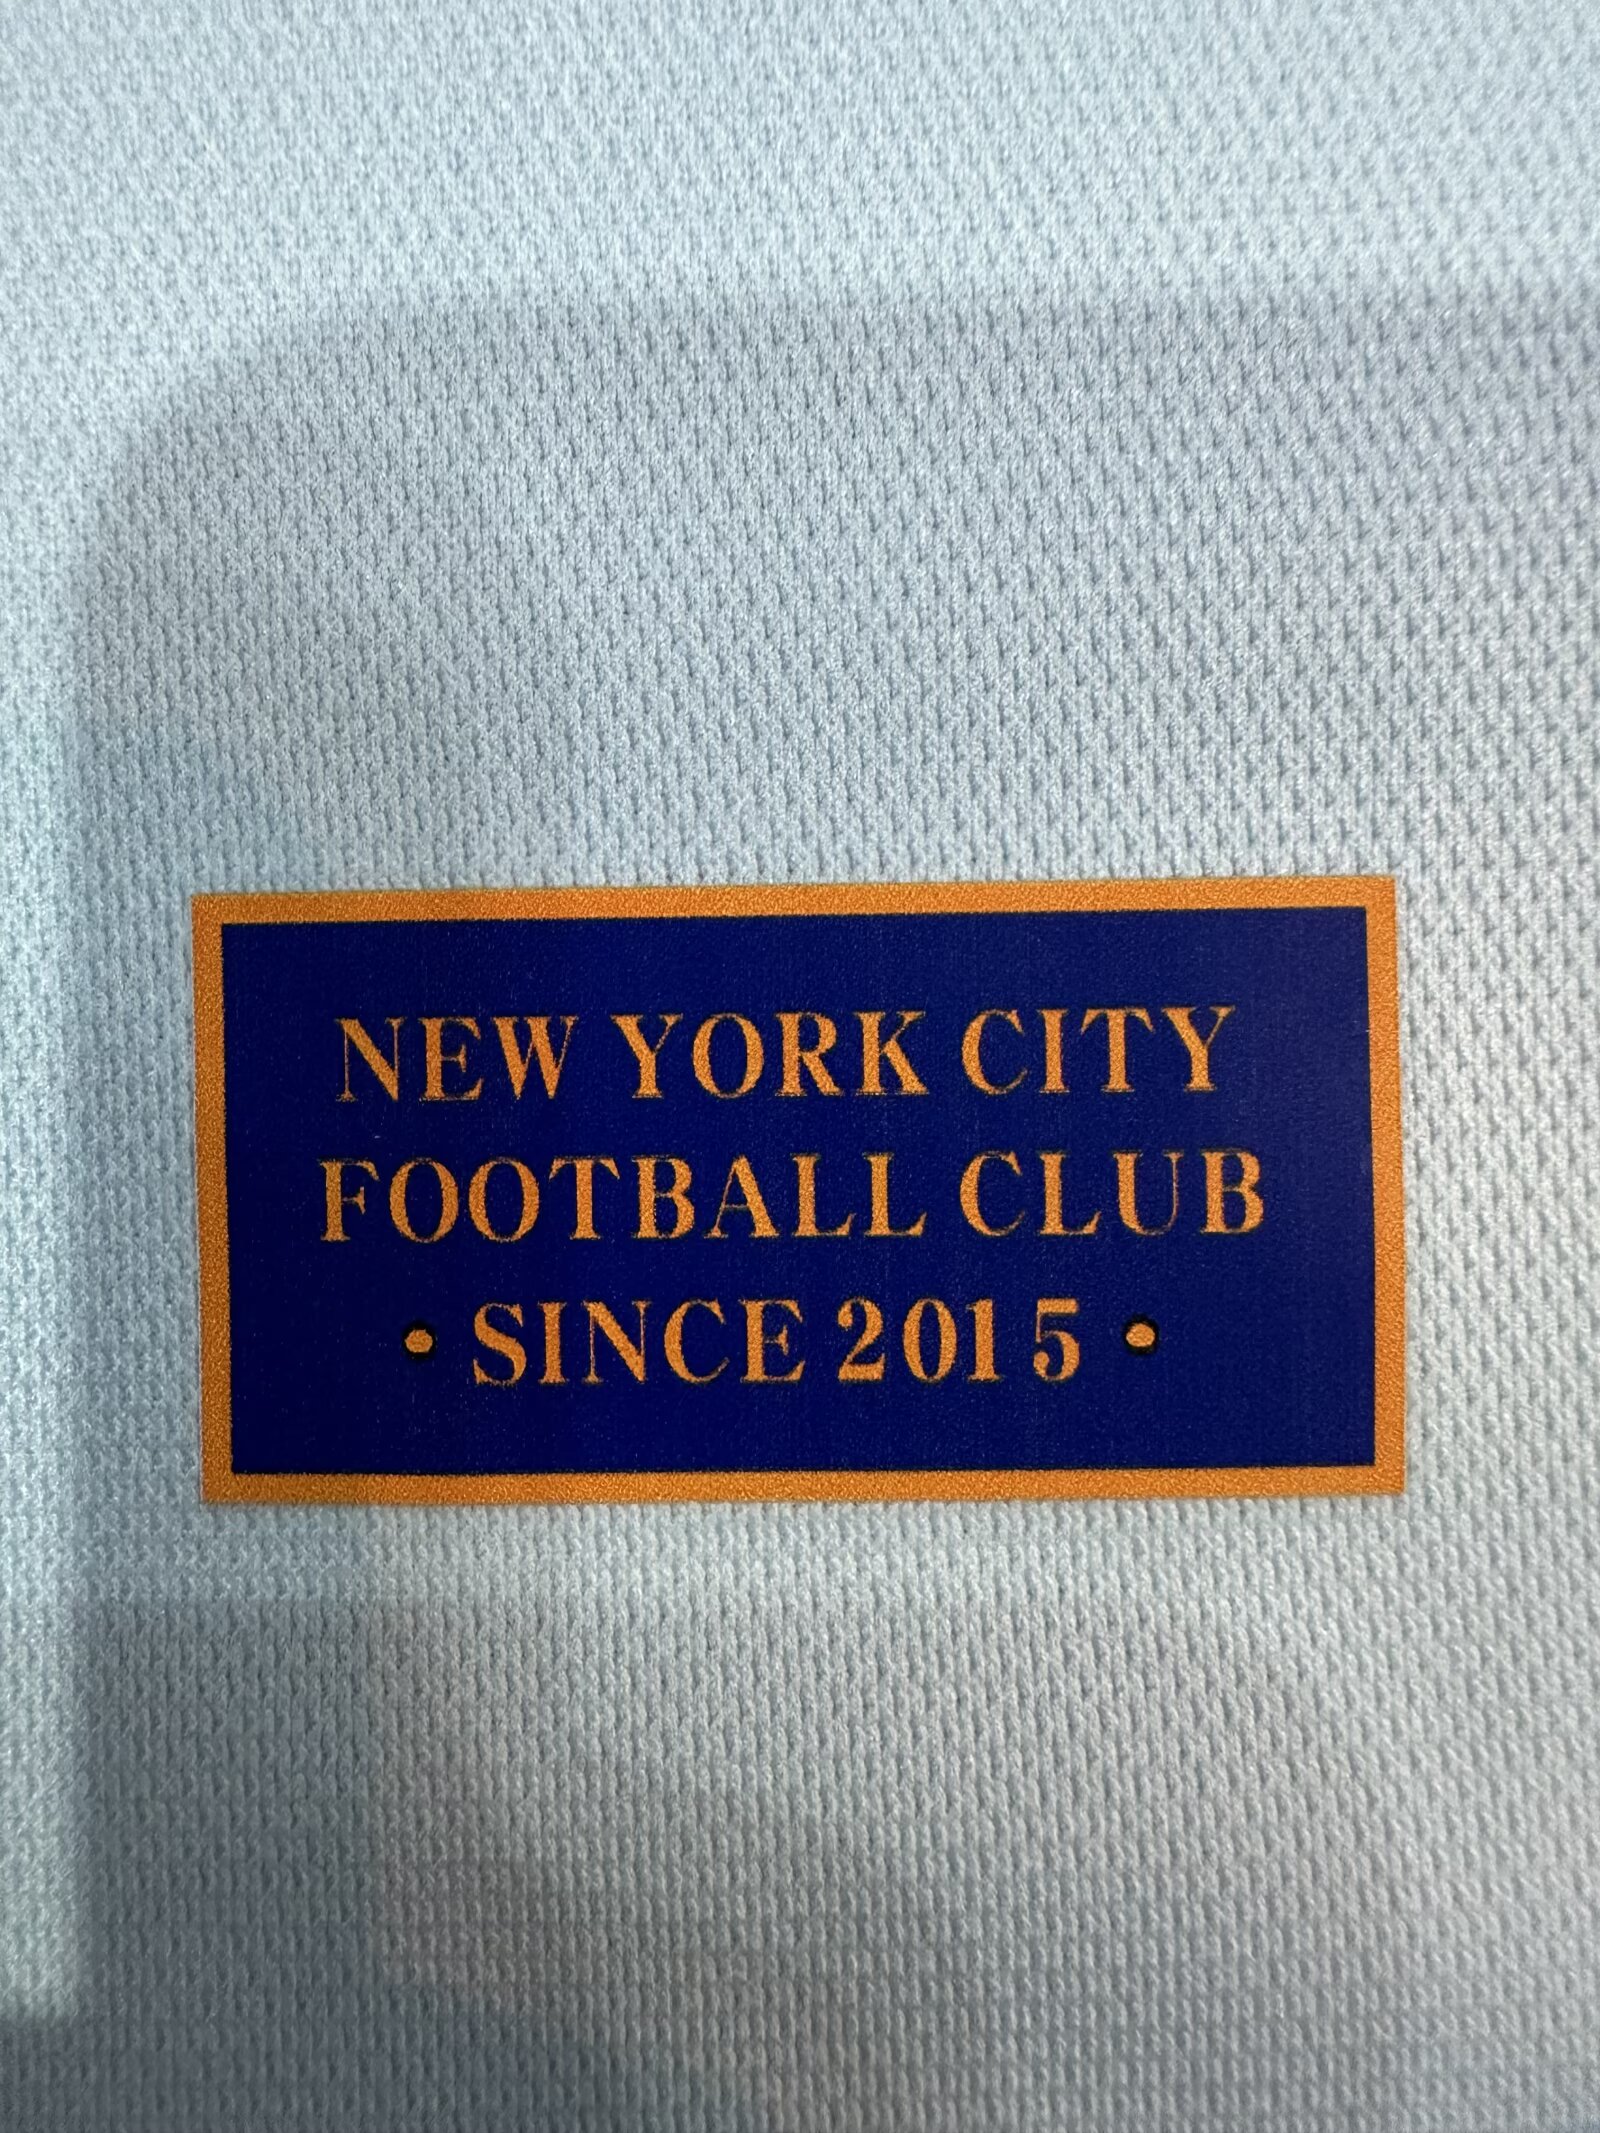 NEW YORK CITY
FOOTBALL CLUB
• SINCE 2015 •